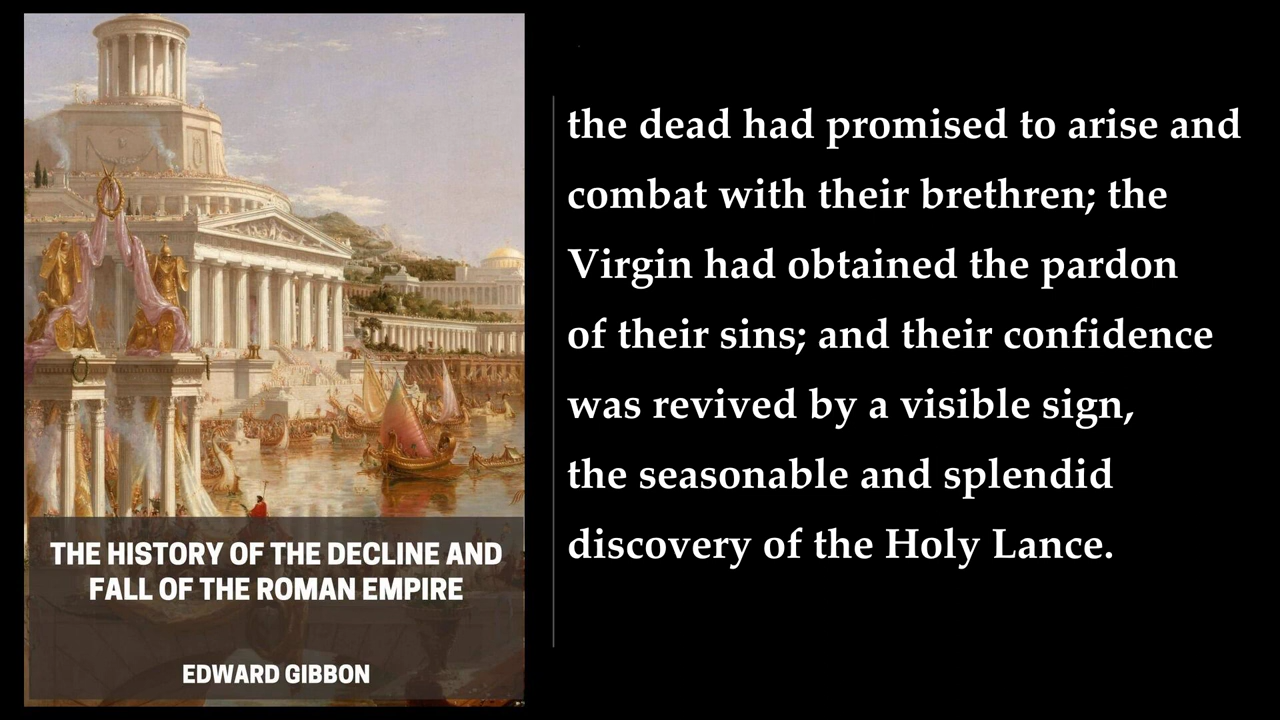 THE HISTORY OF THE DECLINE AND
FALL OF THE ROMAN EMPIRE
EDWARD GIBBON
the dead had promised to arise and
combat with their brethren; the
Virgin had obtained the pardon
of their sins; and their confidence
was revived by a visible sign,
the seasonable and splendid
discovery of the Holy Lance.